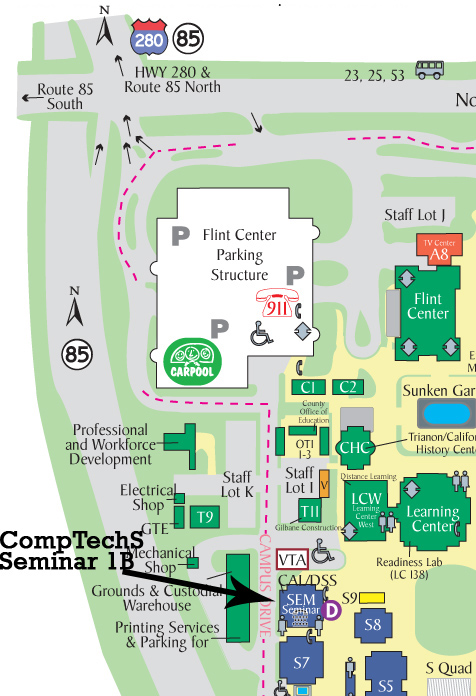 N
280
85
HWY 280 &
Route 85 North
Route 85
South
23, 25, 53
No
Staff Lot J
TV Center
A8
P
Flint Center
Parking
Structure
P
911
P
CARPOOL
Flint
Center
N
85
C1
C2
County
Office of
Education
Sunken Gar
OTI
1-3
CHC
Trianon/Califor
History Cente
Professional
and Workforce
Development
Staff
Lot K
Staff
Lot I
V
Distance Learning
LCW
Learning
Center
West
Learning
Center
Electrical
Shop
GTE
T9
T11
Gilbane Construction
CompTechS
Seminar 1B
Mechanical
Shop
CAMPUS DRIVE
VTA
Readiness Lab
(LC 138)
Grounds & Custodial
Warehouse
CAL/DSS
SEM
Seminar
D
S9
S8
Printing Services
& Parking for
S7
S Quad
S5